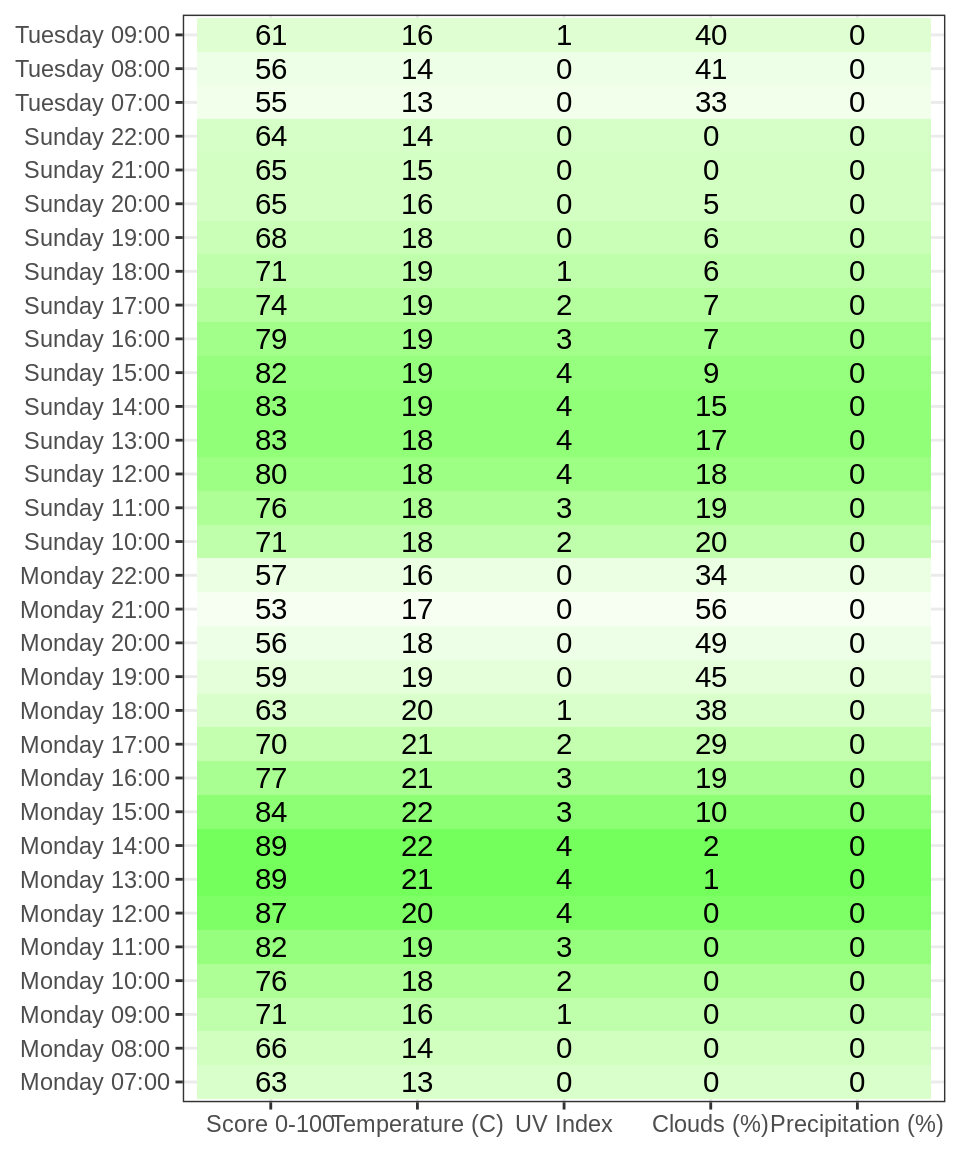 Tuesday 09:00 61 16 1 40 0
Tuesday 08:00 56 14 0 41 0
Tuesday 07:00 55 13 0 33 0
Sunday 22:00 64 14 0 0 0
Sunday 21:00 65 15 0 0 0
Sunday 20:00 65 16 0 5 0
Sunday 19:00 68 18 0 6 0
Sunday 18:00 71 19 1 6 0
Sunday 17:00 74 19 2 7 0
Sunday 16:00 79 19 3 7 0
Sunday 15:00 82 19 4 9 0
Sunday 14:00 83 19 4 15 0
Sunday 13:00 83 18 4 17 0
Sunday 12:00 80 18 4 18 0
Sunday 11:00 76 18 3 19 0
Sunday 10:00 71 18 2 20 0
Monday 22:00 57 16 0 34 0
Monday 21:00 53 17 0 56 0
Monday 20:00 56 18 0 49 0
Monday 19:00 59 19 0 45 0
Monday 18:00 63 20 1 38 0
Monday 17:00 70 21 2 29 0
Monday 16:00 77 21 3 19 0
Monday 15:00 84 22 3 10 0
Monday 14:00 89 22 4 2 0
Monday 13:00 89 21 4 1 0
Monday 12:00 87 20 4 0 0
Monday 11:00 82 19 3 0 0
Monday 10:00 76 18 2 0 0
Monday 09:00 71 16 1 0 0
Monday 08:00 66 14 0 0 0
Monday 07:00 63 13 0 0 0
Score 0-100 Temperature (C) UV Index Clouds (%) Precipitation (%)